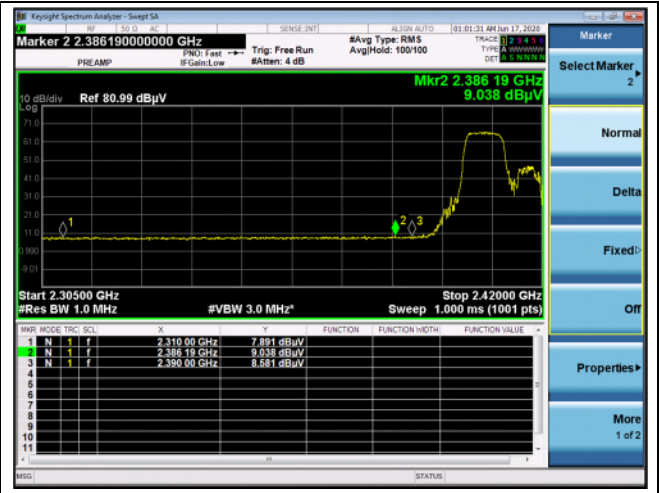 Keysight Spectrum Analyzer - Swept SA
RF 50 Ω AC SENSE:INT ALIGN AUTO 01:01:31 AM Jun 17, 2020
Marker 2 2.386190000000 GHz
PREAMP
PNO: Fast
IFGain:Low
Trig: Free Run
#Atten: 4 dB
#Avg Type: RMS
Avg|Hold: 100/100
TRACE 1 2 3 4 5 6
TYPE A WWWWW
DET A S N N N N
Mkr2 2.386 19 GHz
9.038 dBµV
10 dB/div Ref 80.99 dBµV
Log
71.0
61.0
51.0
41.0
31.0
21.0
11.0
0.990
-9.01
1
2
3
Start 2.30500 GHz Stop 2.42000 GHz
#Res BW 1.0 MHz #VBW 3.0 MHz* Sweep 1.000 ms (1001 pts)
MKR MODE TRC SCL X Y FUNCTION FUNCTION WIDTH FUNCTION VALUE
1 N 1 f 2.310 00 GHz 7.891 dBµV
2 N 1 f 2.386 19 GHz 9.038 dBµV
3 N 1 f 2.390 00 GHz 8.581 dBµV
4
5
6
7
8
9
10
11
MSG STATUS
Marker
Select Marker
2
Normal
Delta
Fixed
Off
Properties
More
1 of 2